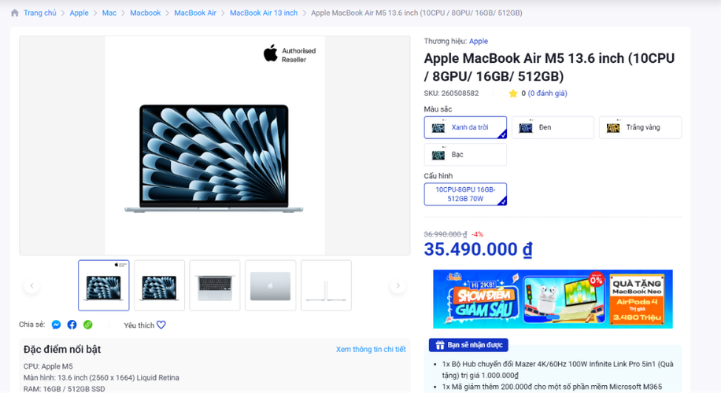 Trang chủ > Apple > Mac > Macbook > MacBook Air > MacBook Air 13 inch > Apple MacBook Air M5 13.6 inch (10CPU / 8GPU/ 16GB/ 512GB)
Authorised
Reseller
Thương hiệu: Apple
Apple MacBook Air M5 13.6 inch (10CPU
/ 8GPU/ 16GB/ 512GB)
SKU: 260508582
0 (0 đánh giá)
Màu sắc
Xanh da trời
Đen
Trắng vàng
Bạc
Cấu hình
10CPU-8GPU 16GB-
512GB 70W
36.990.000 ₫ -4%
35.490.000 ₫
Hi 2K8!
SHOW ĐIỂM
GIẢM SÂU
0%
QUÀ TẶNG
MacBook Neo
AirPods 4
Trị giá
3.490 Triệu
Chia sẻ:
Yêu thích
Bạn sẽ nhận được
1x Bộ Hub chuyển đổi Mazer 4K/60Hz 100W Infinite Link Pro 5in1 (Quà
tặng) trị giá 1.000.000₫
1x Mã giảm thêm 200.000₫ cho một số phần mềm Microsoft M365
Đặc điểm nổi bật
Xem thông tin chi tiết
CPU: Apple M5
Màn hình: 13.6 inch (2560 x 1664) Liquid Retina
RAM: 16GB / 512GB SSD